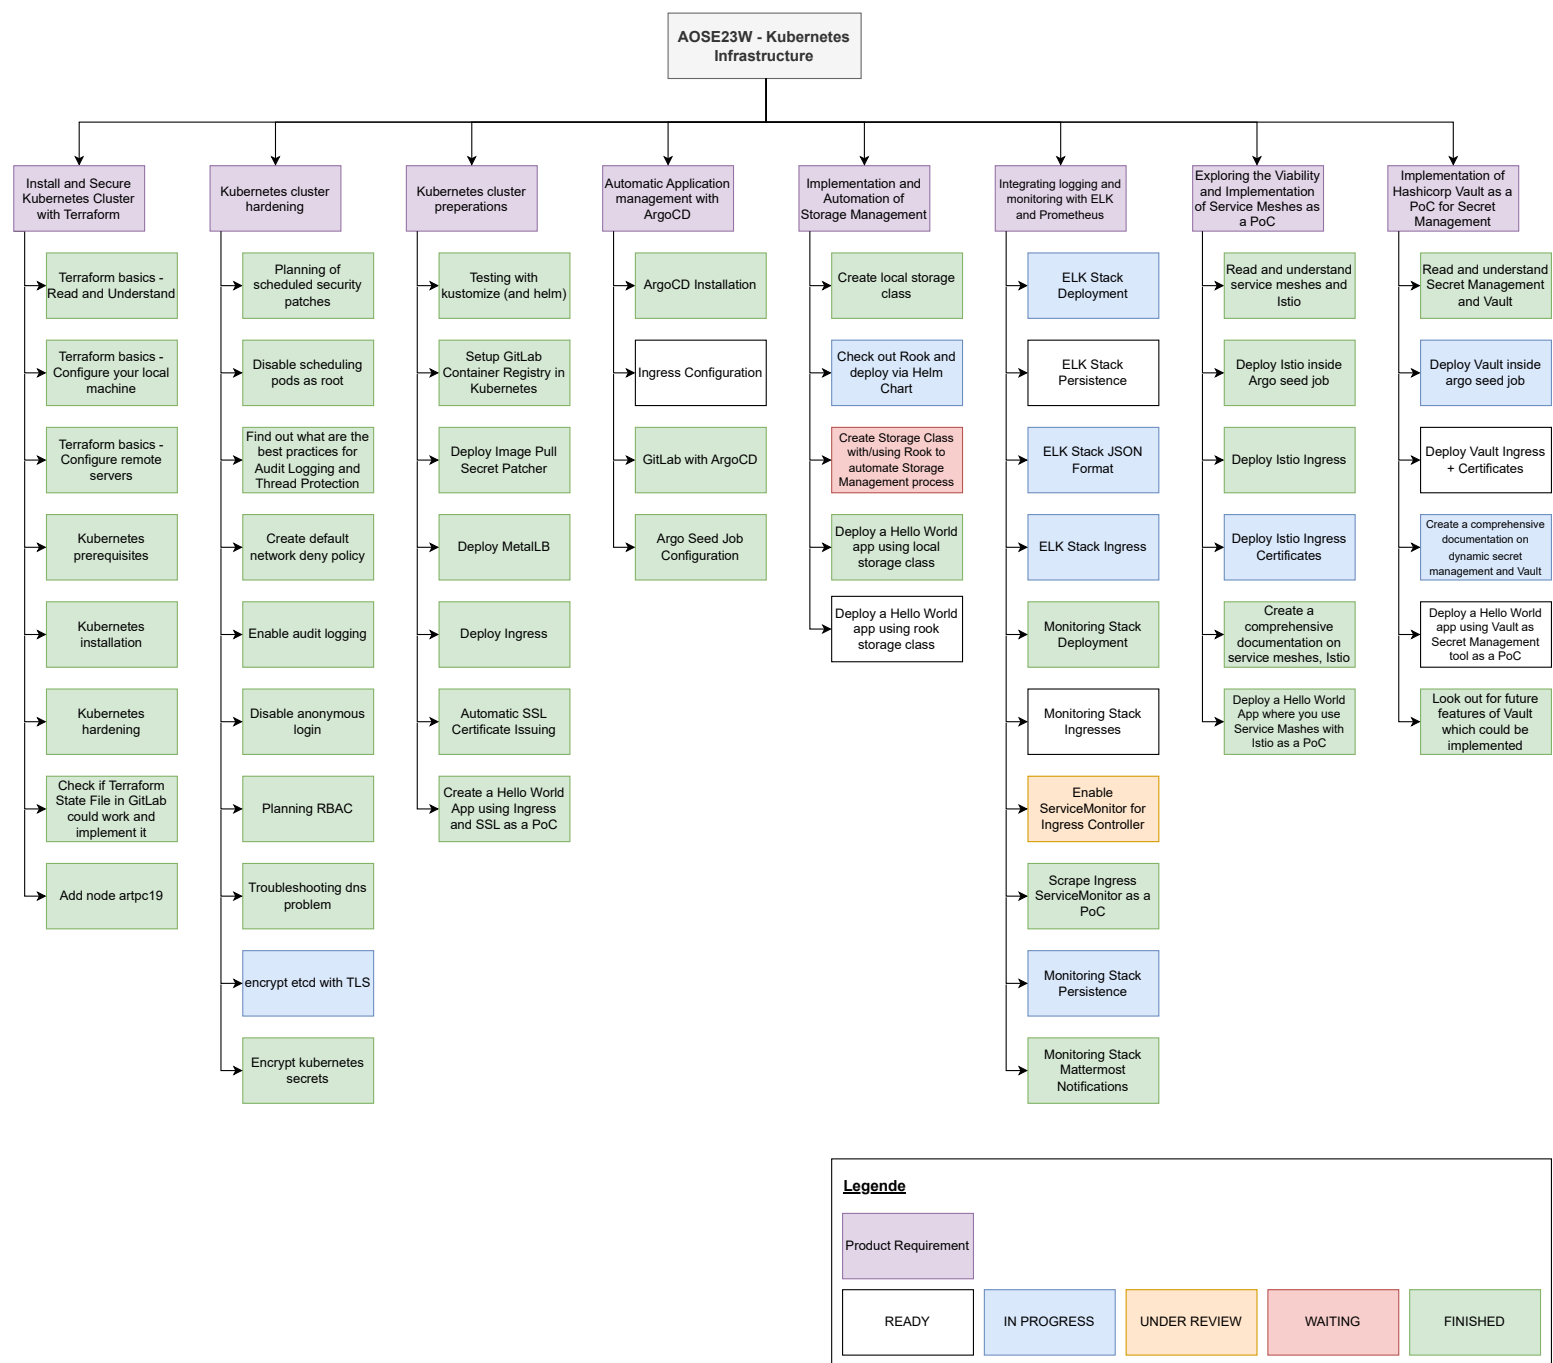 AOSE23W - Kubernetes
Infrastructure
Install and Secure
Kubernetes Cluster
with Terraform
Terraform basics -
Read and Understand
Terraform basics -
Configure your local
machine
Terraform basics -
Configure remote
servers
Kubernetes
prerequisites
Kubernetes
installation
Kubernetes
hardening
Check if Terraform
State File in GitLab
could work and
implement it
Add node artpc19
Kubernetes cluster
hardening
Planning of
scheduled security
patches
Disable scheduling
pods as root
Find out what are the
best practices for
Audit Logging and
Thread Protection
Create default
network deny policy
Enable audit logging
Disable anonymous
login
Planning RBAC
Troubleshooting dns
problem
encrypt etcd with TLS
Encrypt kubernetes
secrets
Kubernetes cluster
preperations
Testing with
kustomize (and helm)
Setup GitLab
Container Registry in
Kubernetes
Deploy Image Pull
Secret Patcher
Deploy MetalLB
Deploy Ingress
Automatic SSL
Certificate Issuing
Create a Hello World
App using Ingress
and SSL as a PoC
Automatic Application
management with
ArgoCD
ArgoCD Installation
Ingress Configuration
GitLab with ArgoCD
Argo Seed Job
Configuration
Implementation and
Automation of
Storage Management
Create local storage
class
Check out Rook and
deploy via Helm
Chart
Create Storage Class
with/using Rook to
automate Storage
Management process
Deploy a Hello World
app using local
storage class
Deploy a Hello World
app using rook
storage class
Integrating logging and
monitoring with ELK
and Prometheus
ELK Stack
Deployment
ELK Stack
Persistence
ELK Stack JSON
Format
ELK Stack Ingress
Monitoring Stack
Deployment
Monitoring Stack
Ingresses
Enable
ServiceMonitor for
Ingress Controller
Scrape Ingress
ServiceMonitor as a
PoC
Monitoring Stack
Persistence
Monitoring Stack
Mattermost
Notifications
Exploring the Viability
and Implementation
of Service Meshes as
a PoC
Read and understand
service meshes and
Istio
Deploy Istio inside
Argo seed job
Deploy Istio Ingress
Deploy Istio Ingress
Certificates
Create a
comprehensive
documentation on
service meshes, Istio
Deploy a Hello World
App where you use
Service Mashes with
Istio as a PoC
Implementation of
Hashicorp Vault as a
PoC for Secret
Management
Read and understand
Secret Management
and Vault
Deploy Vault inside
argo seed job
Deploy Vault Ingress
+ Certificates
Create a comprehensive
documentation on
dynamic secret
management and Vault
Deploy a Hello World
app using Vault as
Secret Management
tool as a PoC
Look out for future
features of Vault
which could be
implemented
Legende
Product Requirement
READY
IN PROGRESS
UNDER REVIEW
WAITING
FINISHED